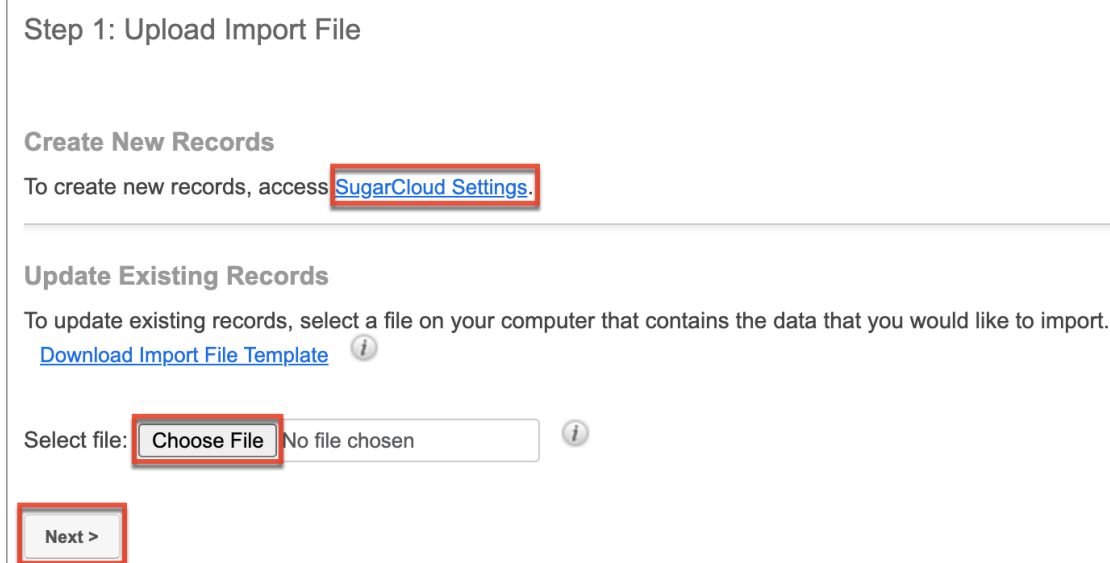 Step 1: Upload Import File
Create New Records
To create new records, access SugarCloud Settings.
Update Existing Records
To update existing records, select a file on your computer that contains the data that you would like to import.
Download Import File Template i
Select file: Choose File No file chosen i
Next >